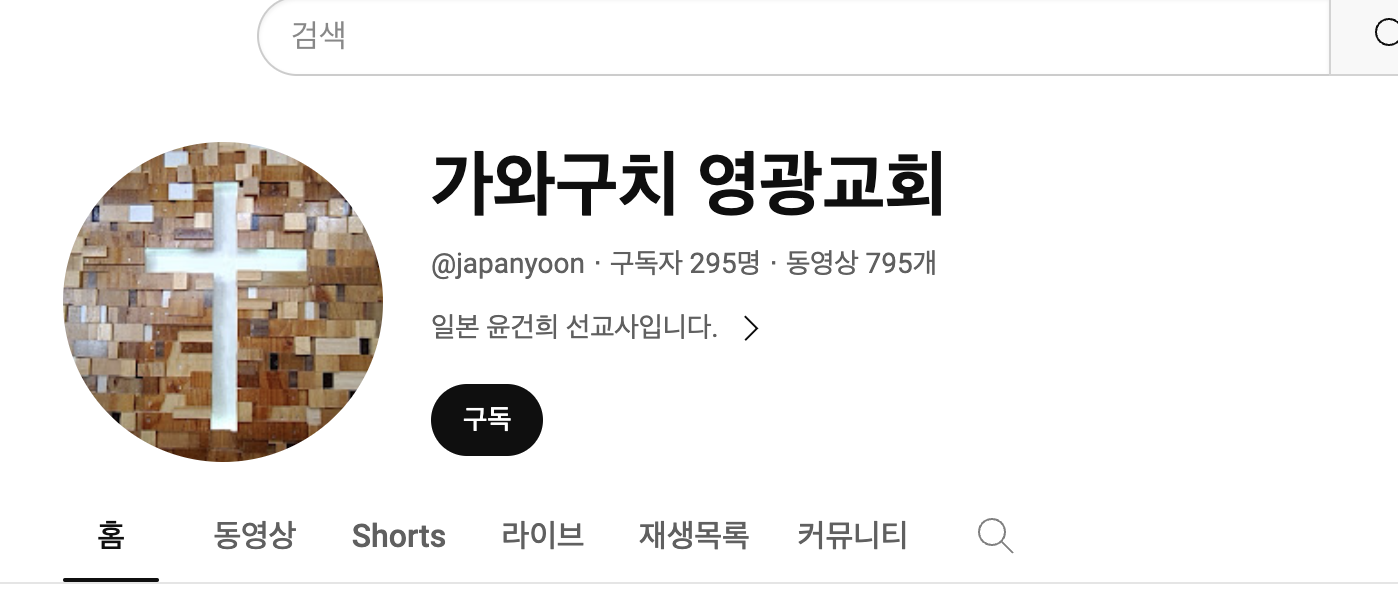 검색
가와구치 영광교회
@japanyoon · 구독자 295명 · 동영상 795개
일본 윤건희 선교사입니다.
구독
홈 동영상 Shorts 라이브 재생목록 커뮤니티